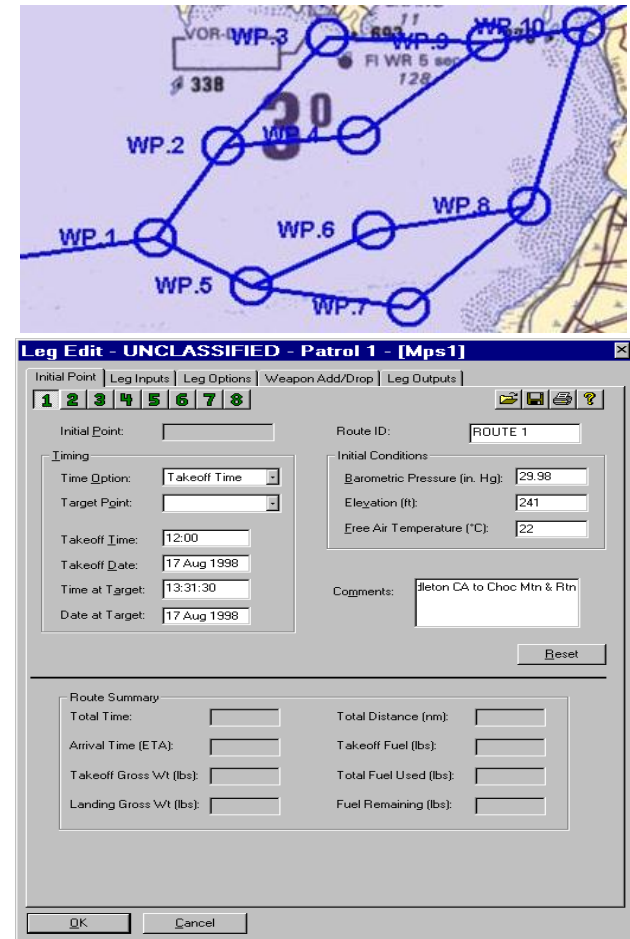 11
VOR-D WP.3 692 WP.9 WP.10
FI WR 5 sec
128
338
30
WP.2 WP.4
WP.1 WP.6 WP.8
WP.5 WP.7
Leg Edit - UNCLASSIFIED - Patrol 1 - [Mps1]
Initial Point Leg Inputs Leg Options Weapon Add/Drop Leg Outputs
1 2 3 4 5 6 7 8 ?
Initial Point: Route ID: ROUTE 1
Timing Initial Conditions
Time Option: Takeoff Time Barometric Pressure (in. Hg): 29.98
Target Point: Elevation (ft): 241
Takeoff Time: 12:00 Free Air Temperature (°C): 22
Takeoff Date: 17 Aug 1998
Time at Target: 13:31:30 Comments: dleton CA to Choc Mtn & Rtn
Date at Target: 17 Aug 1998
Reset
Route Summary
Total Time: Total Distance (nm):
Arrival Time (ETA): Takeoff Fuel (lbs):
Takeoff Gross Wt (lbs): Total Fuel Used (lbs):
Landing Gross Wt (lbs): Fuel Remaining (lbs):
OK Cancel